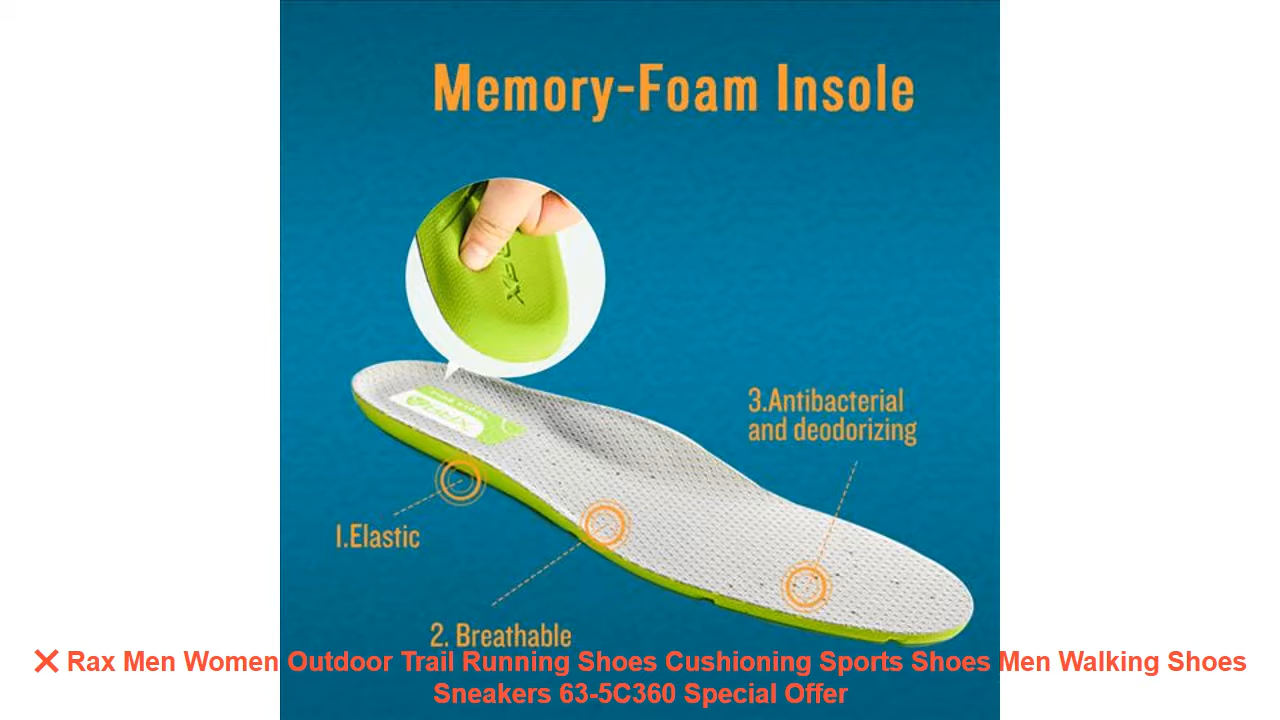 Memory-Foam Insole
3.Antibacterial
and deodorizing
1.Elastic
2. Breathable
❌ Rax Men Women Outdoor Trail Running Shoes Cushioning Sports Shoes Men Walking Shoes
Sneakers 63-5C360 Special Offer